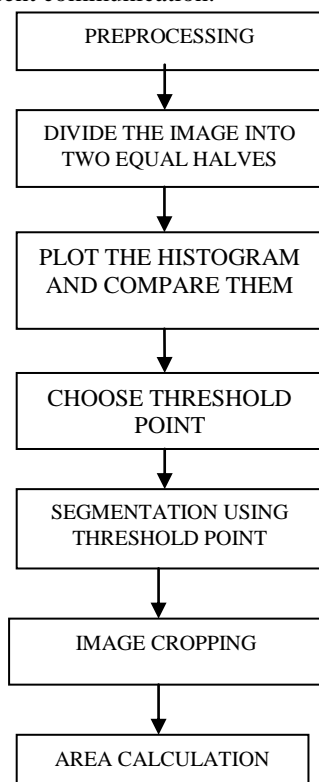 PREPROCESSING
DIVIDE THE IMAGE INTO
TWO EQUAL HALVES
PLOT THE HISTOGRAM
AND COMPARE THEM
CHOOSE THRESHOLD
POINT
SEGMENTATION USING
THRESHOLD POINT
IMAGE CROPPING
AREA CALCULATION